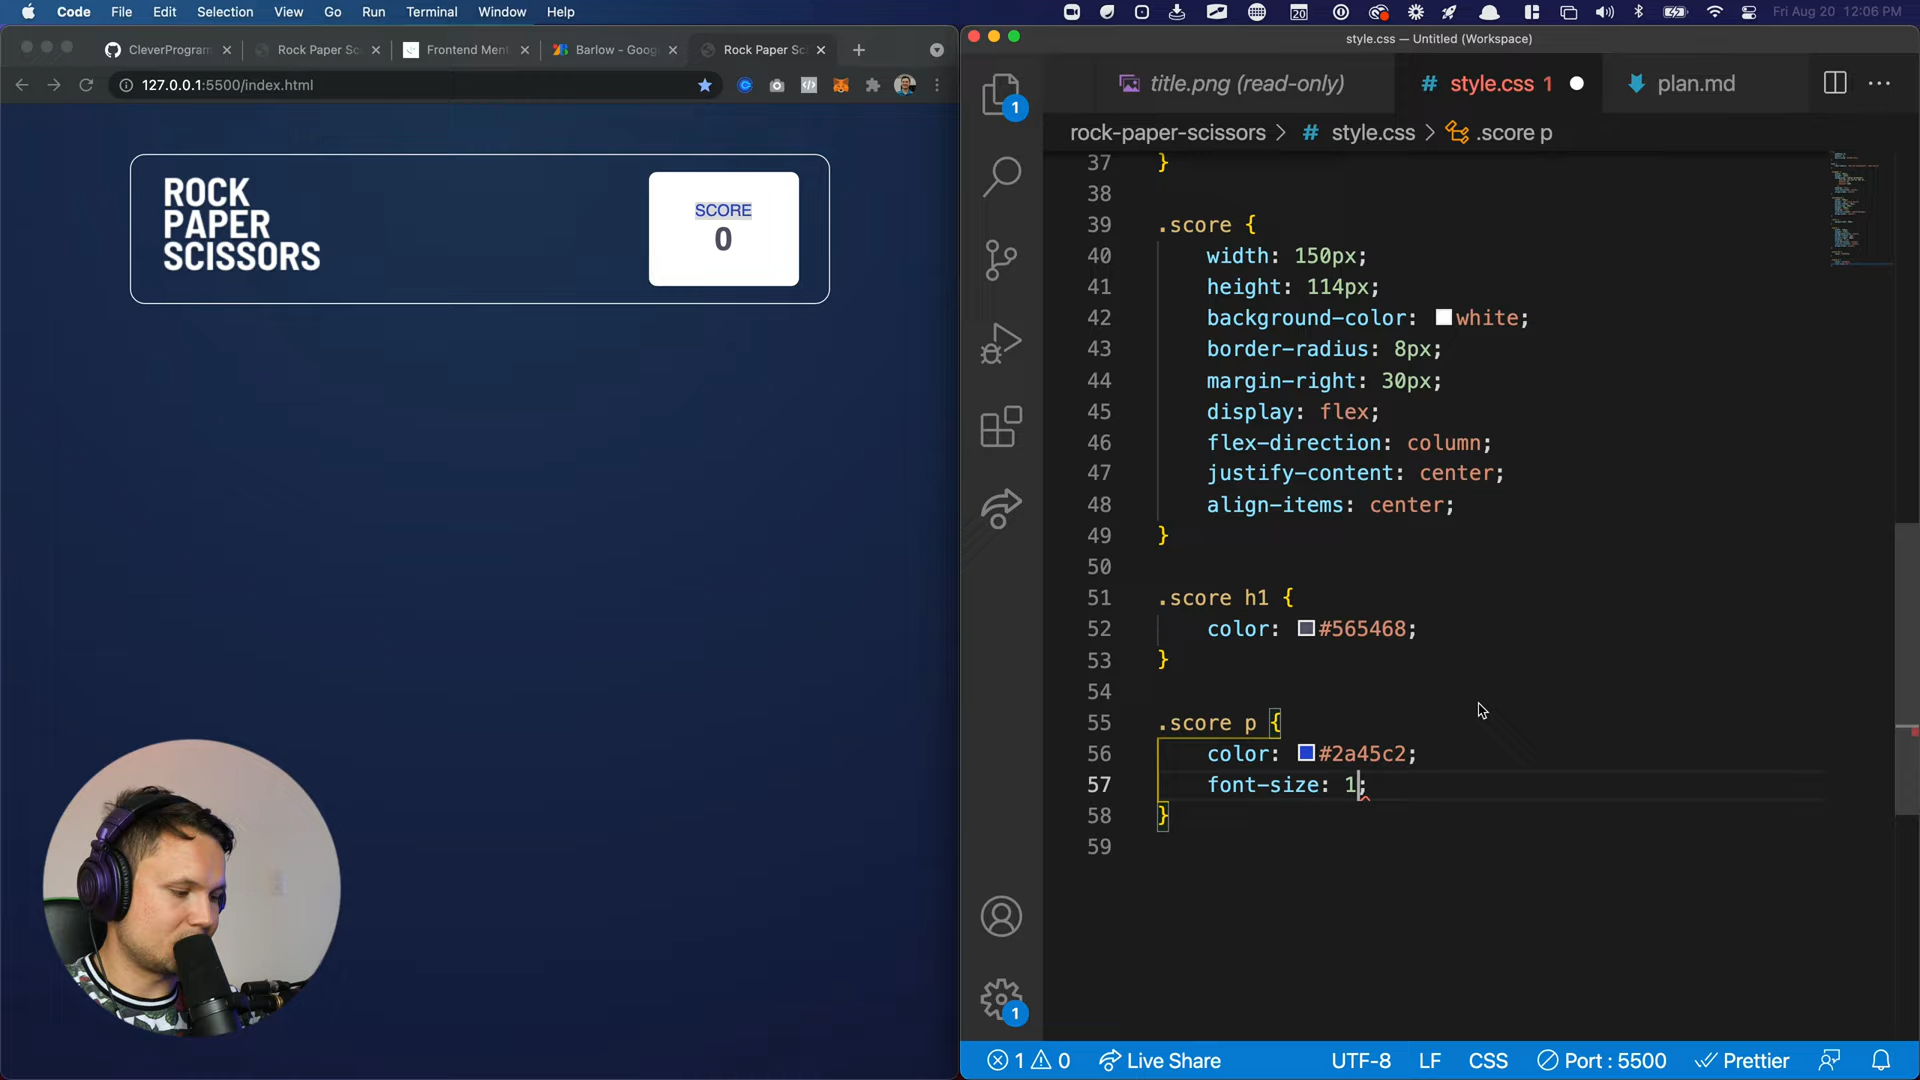 Code File Edit Selection View Go Run Terminal Window Help Fri Aug 20 12:06 PM
CleverProgram Rock Paper Sc Frontend Ment Barlow - Goog Rock Paper Sc
127.0.0.1:5500/index.html
ROCK
PAPER
SCISSORS
SCORE
0
style.css — Untitled (Workspace)
title.png (read-only) # style.css 1 plan.md
rock-paper-scissors > # style.css > .score p
1
37 }
38
39 .score {
40 width: 150px;
41 height: 114px;
42 background-color: white;
43 border-radius: 8px;
44 margin-right: 30px;
45 display: flex;
46 flex-direction: column;
47 justify-content: center;
48 align-items: center;
49 }
50
51 .score h1 {
52 color: #565468;
53 }
54
55 .score p {
56 color: #2a45c2;
57 font-size: 1;
58 }
59
1
1 0 Live Share UTF-8 LF CSS Port : 5500 Prettier